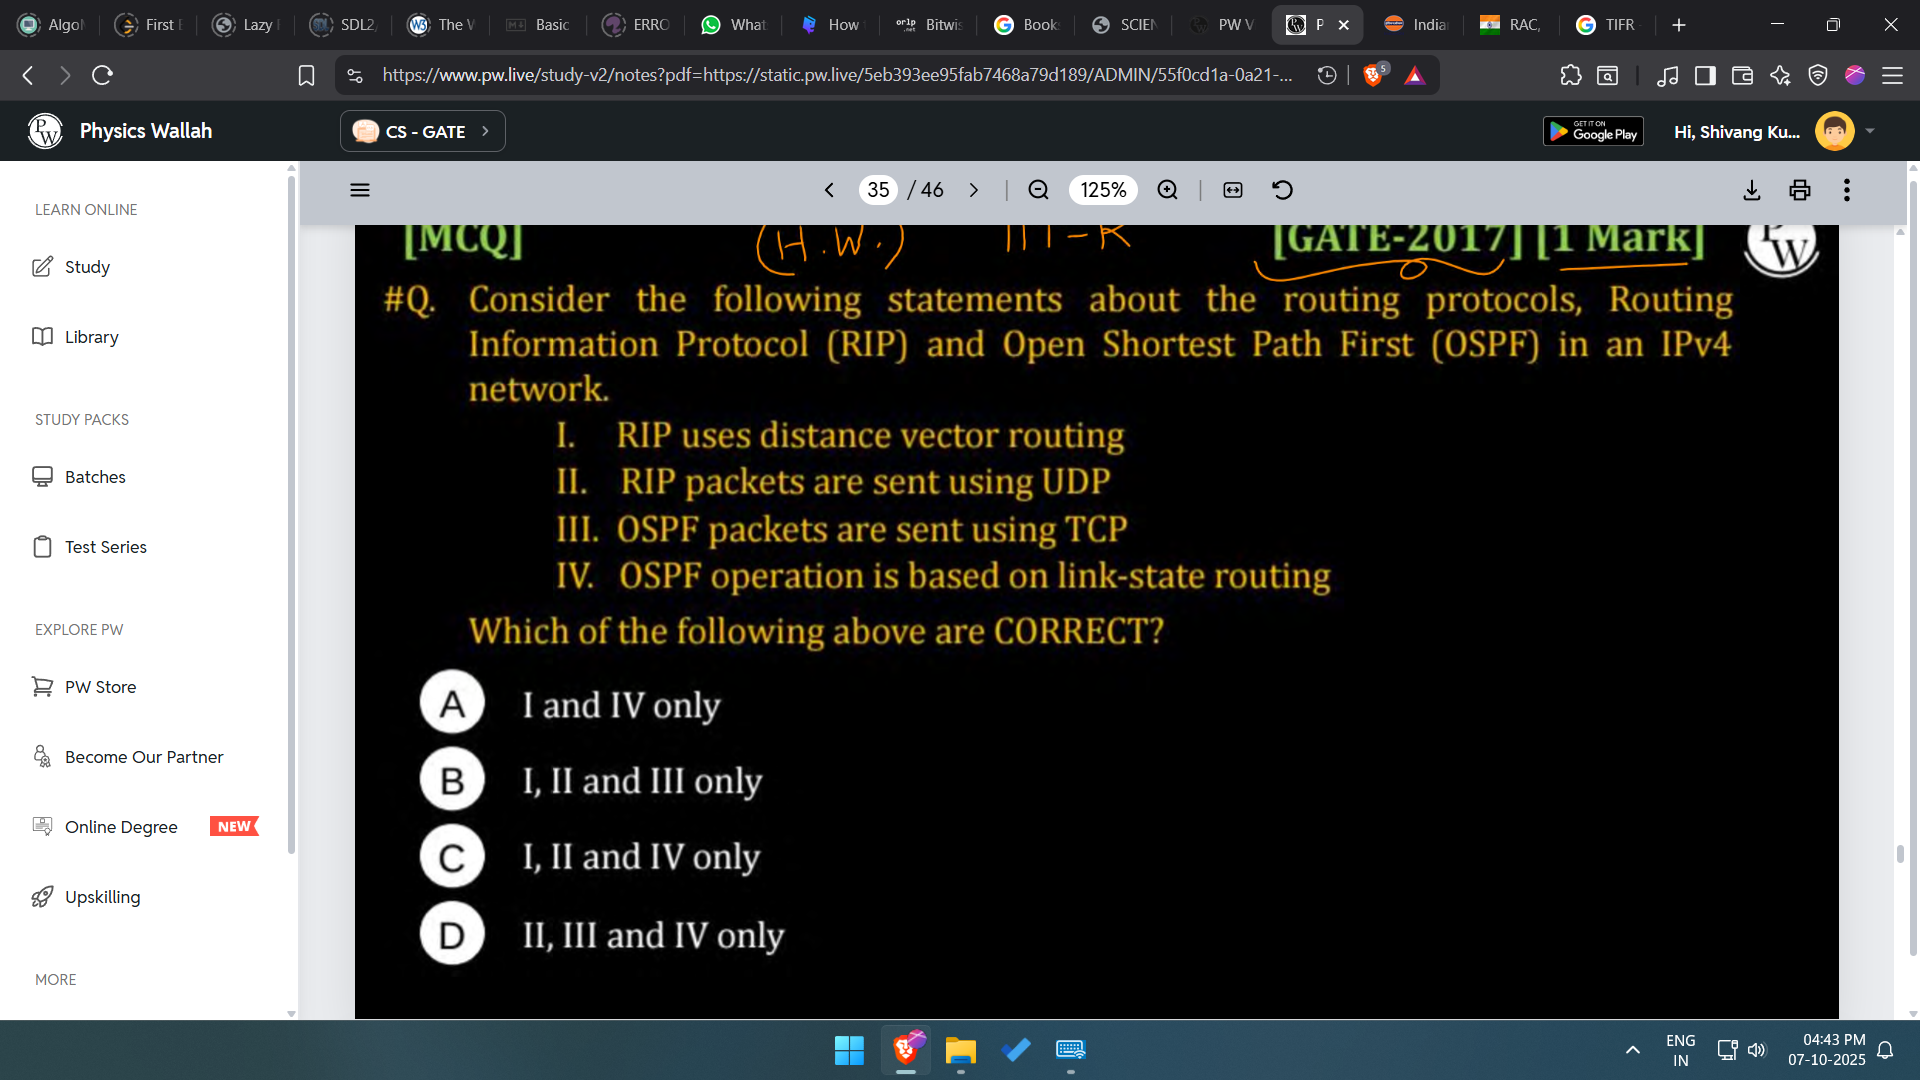 Algo
First
Lazy
SDL2
The
Basic
ERRO
What
How
Bitwis
Book
SCIEN
PW V
P
India
RAC,
TIFR
https://www.pw.live/study-v2/notes?pdf=https://static.pw.live/5eb393ee95fab7468a79d189/ADMIN/55f0cd1a-0a21-...
5
PW
Physics Wallah
CS - GATE
GET IT ON
Google Play
Hi, Shivang Ku...
LEARN ONLINE
Study
Library
STUDY PACKS
Batches
Test Series
EXPLORE PW
PW Store
Become Our Partner
Online Degree NEW
Upskilling
MORE
35 / 46
125%
[MCQ] (H.W.) [GATE-2017] [1 Mark]
#Q. Consider the following statements about the routing protocols, Routing
Information Protocol (RIP) and Open Shortest Path First (OSPF) in an IPv4
network.
I. RIP uses distance vector routing
II. RIP packets are sent using UDP
III. OSPF packets are sent using TCP
IV. OSPF operation is based on link-state routing
Which of the following above are CORRECT?
A I and IV only
B I, II and III only
C I, II and IV only
D II, III and IV only
ENG
IN
04:43 PM
07-10-2025